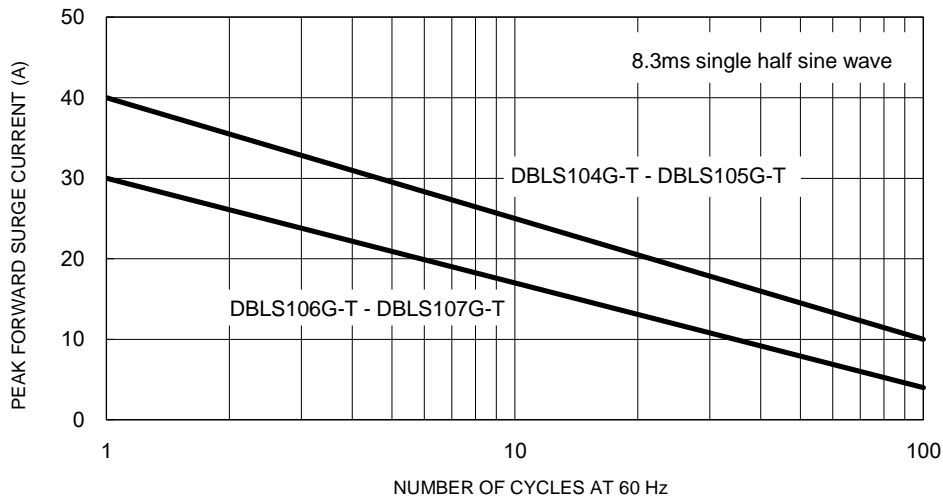 PEAK FORWARD SURGE CURRENT (A)
50
40
30
20
10
0
8.3ms single half sine wave
DBLS104G-T - DBLS105G-T
DBLS106G-T - DBLS107G-T
1
10
100
NUMBER OF CYCLES AT 60 Hz